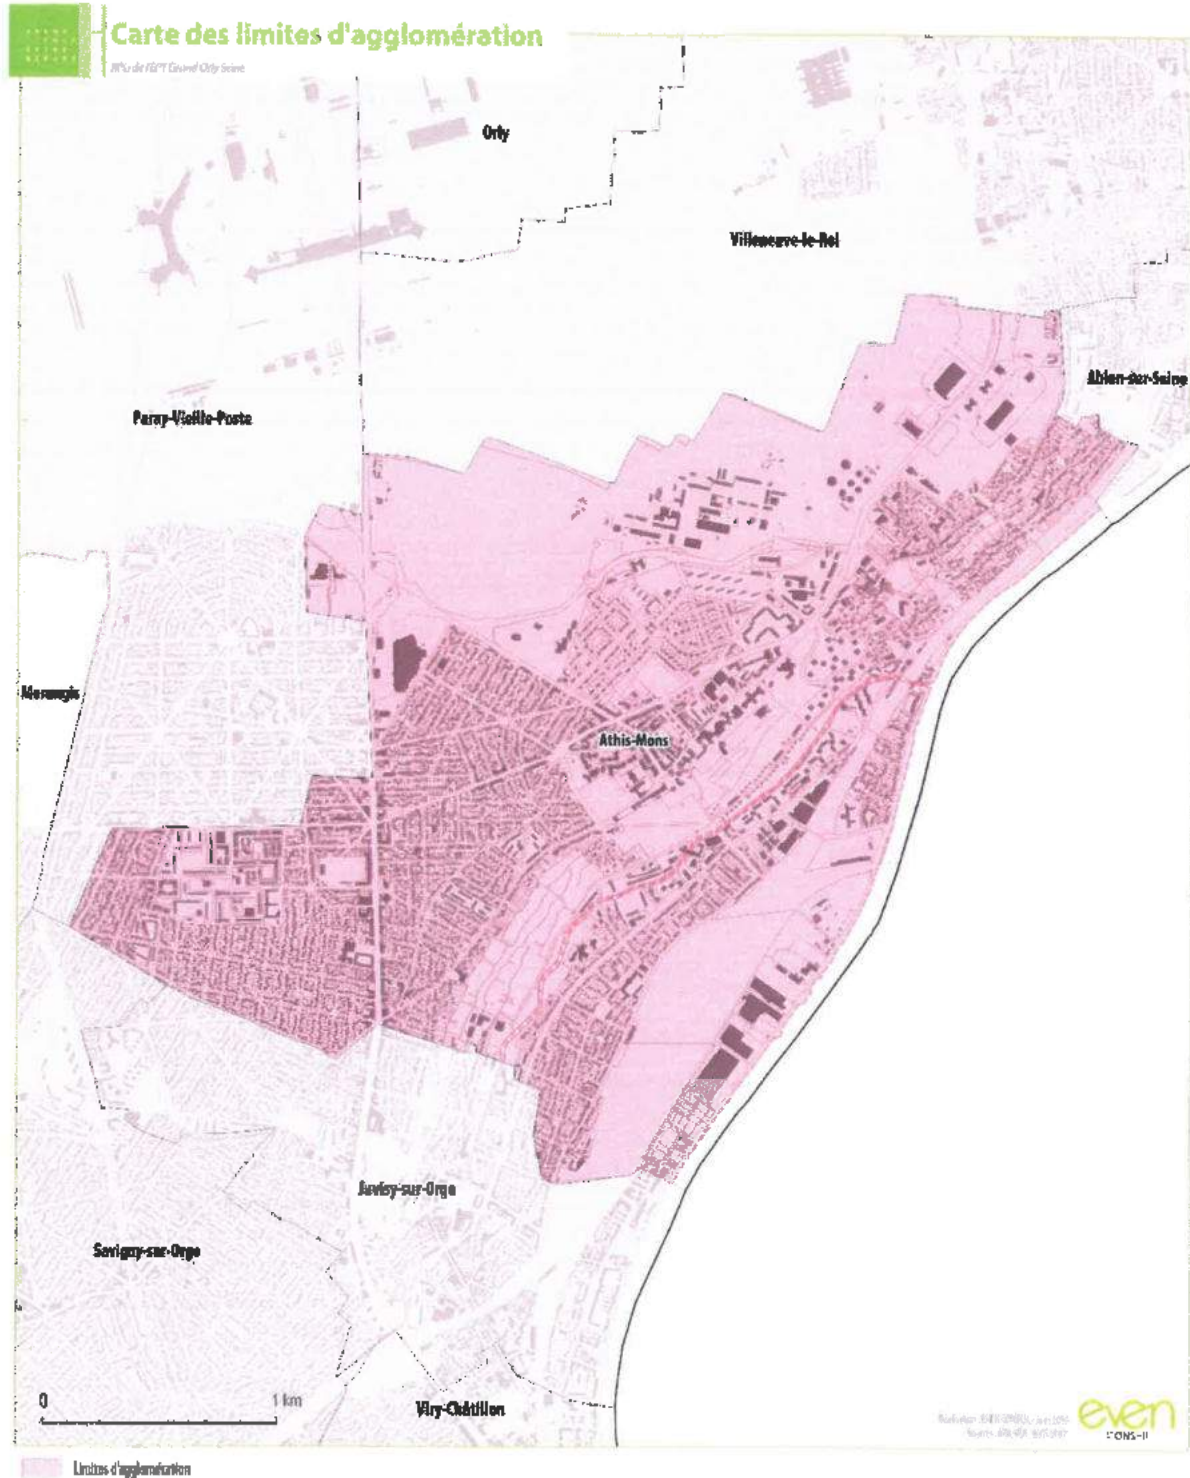 Carte des limites d'agglomération
Orly
Villeneuve-le-Roi
Ablon-sur-Seine
Paray-Vieille-Poste
Morangis
Athis-Mons
Juvisy-sur-Orge
Savigny-sur-Orge
Viry-Châtillon
0
1 km
even
Limites d'agglomération